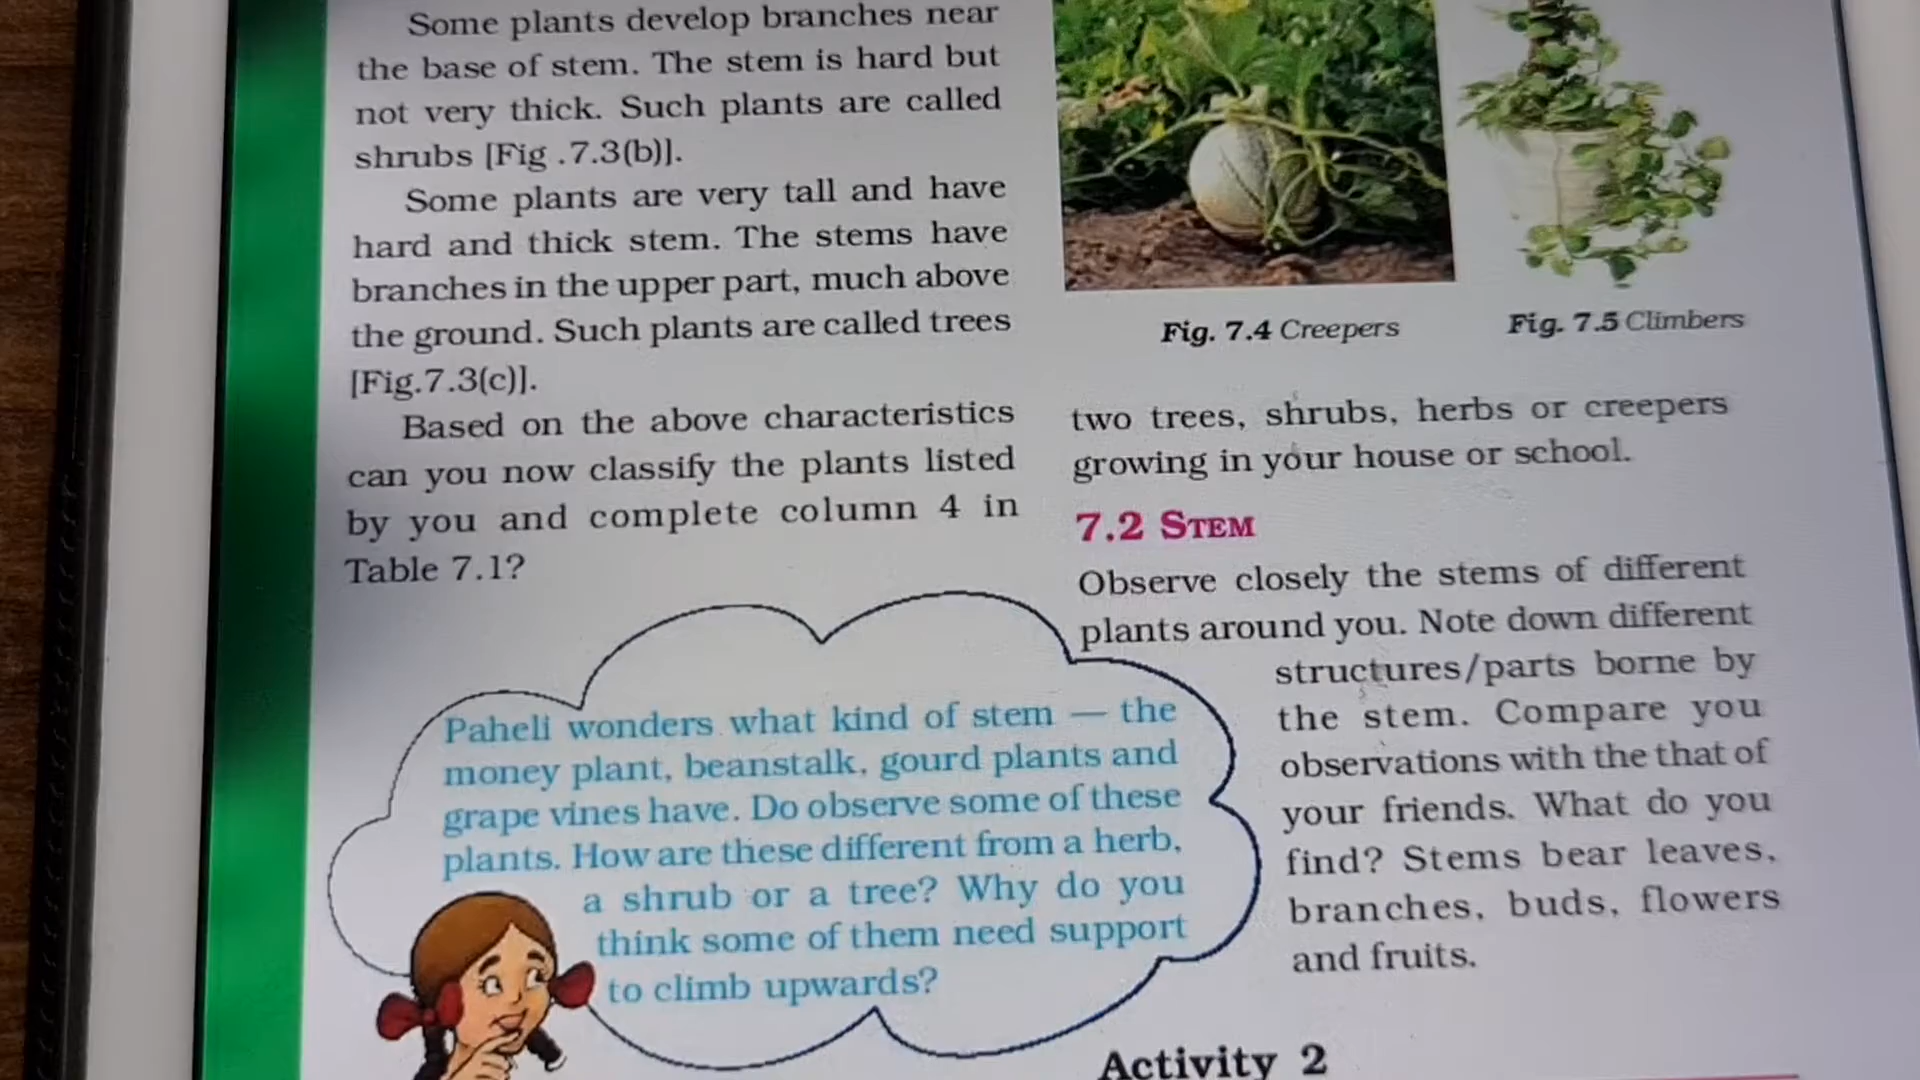 Some plants develop branches near
the base of stem. The stem is hard but
not very thick. Such plants are called
shrubs [Fig .7.3(b)].
Some plants are very tall and have
hard and thick stem. The stems have
branches in the upper part, much above
the ground. Such plants are called trees
[Fig.7.3(c)].
Based on the above characteristics
can you now classify the plants listed
by you and complete column 4 in
Table 7.1?
Paheli wonders what kind of stem — the
money plant, beanstalk, gourd plants and
grape vines have. Do observe some of these
plants. How are these different from a herb,
a shrub or a tree? Why do you
think some of them need support
to climb upwards?
Fig. 7.4 Creepers
Fig. 7.5 Climbers
two trees, shrubs, herbs or creepers
growing in your house or school.
7.2 STEM
Observe closely the stems of different
plants around you. Note down different
structures/parts borne by
the stem. Compare you
observations with the that of
your friends. What do you
find? Stems bear leaves,
branches, buds, flowers
and fruits.
Activity 2